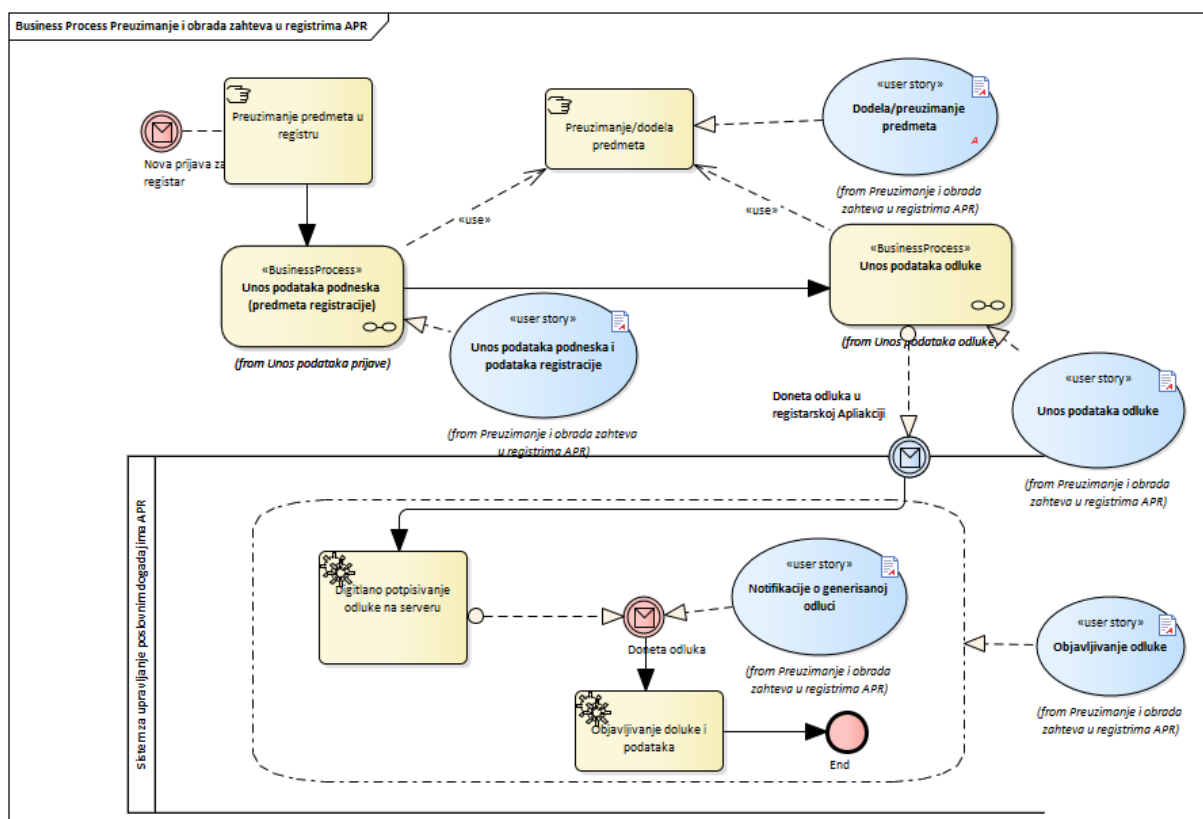 Business Process Preuzimanje i obrada zahteva u registrima APR
Preuzimanje predmeta u
registru
Nova prijava za
registar
Preuzimanje/dodela
predmeta
«user story»
Dodela/preuzimanje
predmeta
A
(from Preuzimanje i obrada
zahteva u registrima APR)
«use»
«use»
«BusinessProcess»
Unos podataka podneska
(predmeta registracije)
(from Unos podataka prijave)
«BusinessProcess»
Unos podataka odluke
(from Unos podataka odluke)
«user story»
Unos podataka podneska i
podataka registracije
(from Preuzimanje i obrada zahteva
u registrima APR)
Doneta odluka u
registarskoj Apliakciji
«user story»
Unos podataka odluke
(from Preuzimanje i obrada
zahteva u registrima APR)
Sistem za upravljanje poslovnim događajima APR
Digitlano potpisivanje
odluke na serveru
Doneta odluka
«user story»
Notifikacije o generisanoj
odluci
(from Preuzimanje i obrada
zahteva u registrima APR)
«user story»
Objavljivanje odluke
(from Preuzimanje i obrada
zahteva u registrima APR)
Objavljivanje doluke i
podataka
End